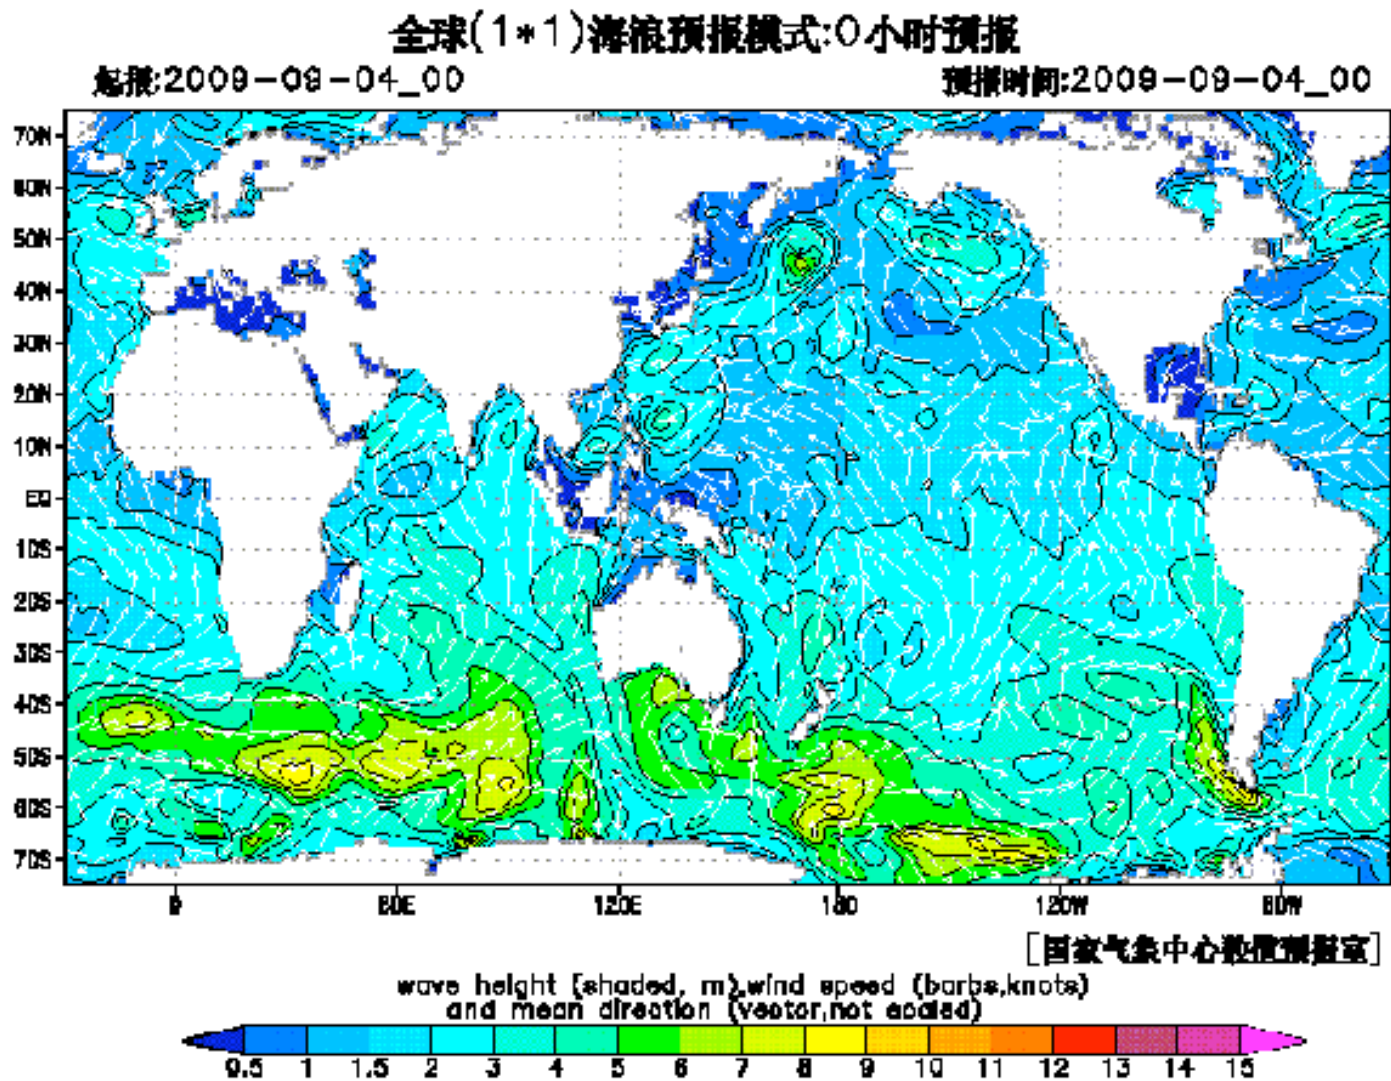 全球(1*1)海浪预报模式:0小时预报
起报:2009-09-04_00
预报时间:2009-09-04_00
70N
60N
50N
40N
30N
20N
10N
EQ
10S
20S
30S
40S
50S
60S
70S
0 60E 120E 180 120W 60W
[国家气象中心数值预报室]
wave height (shaded, m),wind speed (barbs,knots)
and mean direction (vector,not scaled)
0.5 1 1.5 2 3 4 5 6 7 8 9 10 11 12 13 14 15